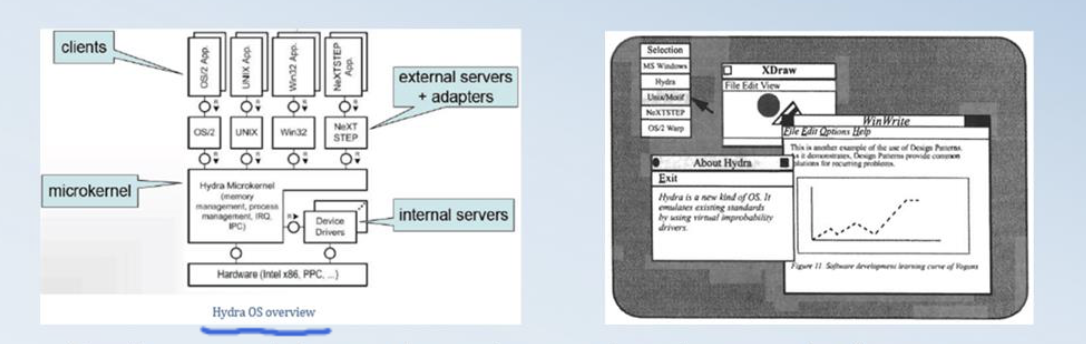 clients
OS/2 App.
UNIX App.
Win32 App.
NeXTSTEP App.
external servers
+ adapters
OS/2
UNIX
Win32
NeXT
STEP
microkernel
Hydra Microkernel
(memory
management, process
management, IRQ,
IPC)
R
Device
Drivers
internal servers
Hardware (Intel x86, PPC, ...)
Hydra OS overview
Selection
MS Windows
Hydra
Unix/Motif
NeXTSTEP
OS/2 Warp
XDraw
File Edit View
WinWrite
File Edit Options Help
This is another example of the use of Design Patterns.
As it demonstrates, Design Patterns provide common
solutions for recurring problems.
Figure 11 Software development learning curve of Vogons
About Hydra
Exit
Hydra is a new kind of OS. It
emulates existing standards
by using virtual improbability
drivers.